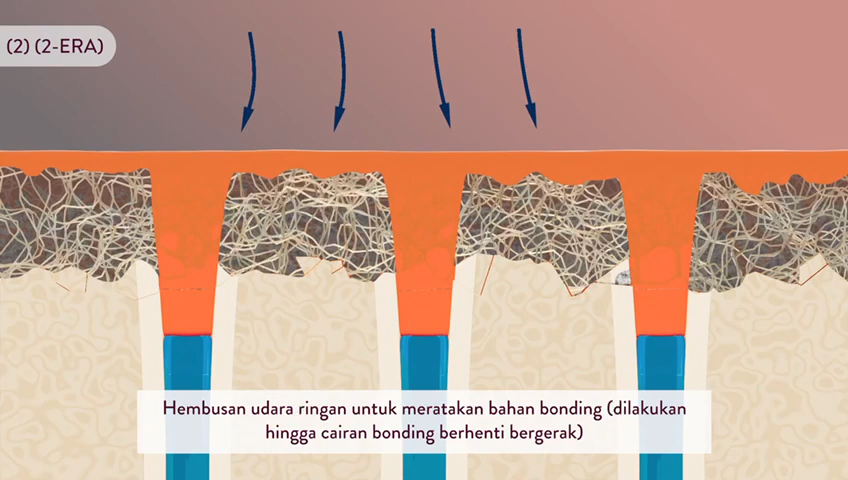 (2) (2-ERA)
Hembusan udara ringan untuk meratakan bahan bonding (dilakukan
hingga cairan bonding berhenti bergerak)